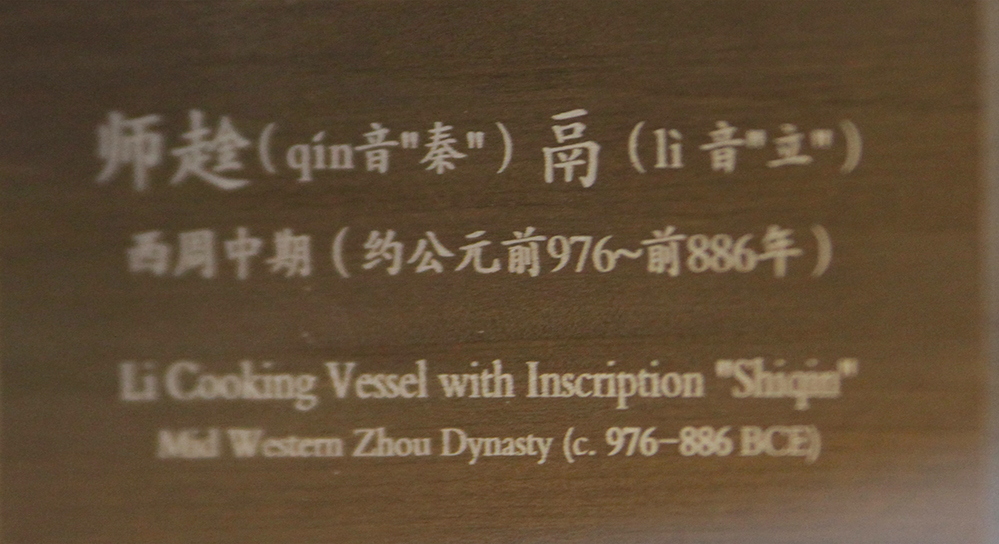 师趛(qín音"秦")鬲(lì 音"立")
西周中期(约公元前976~前886年)
Li Cooking Vessel with Inscription "Shiqin"
Mid Western Zhou Dynasty (c. 976-886 BCE)